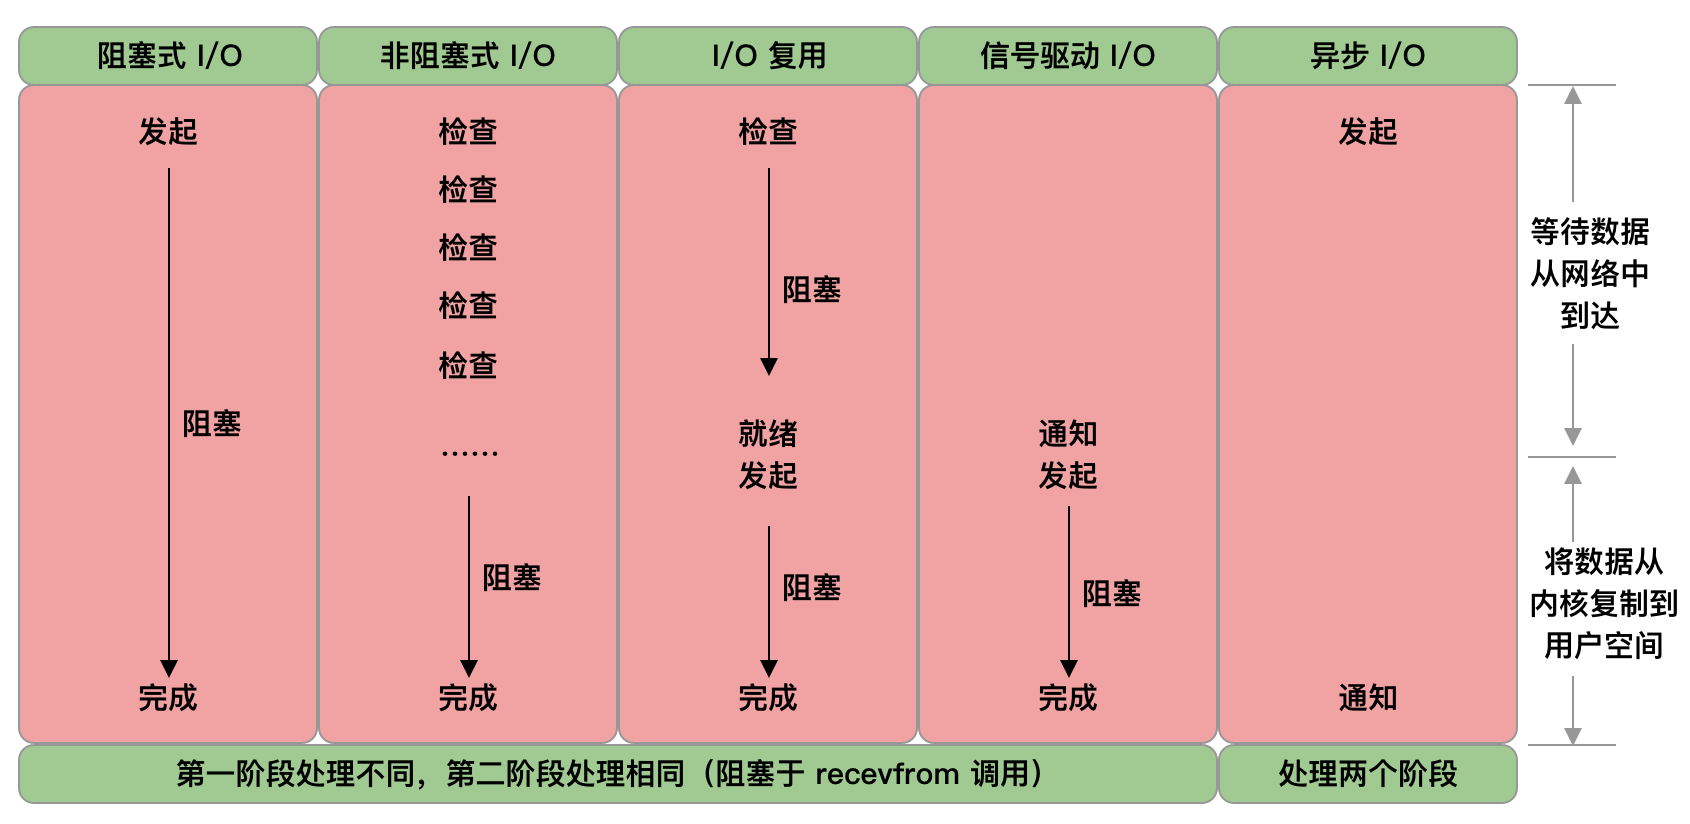 阻塞式 I/O
非阻塞式 I/O
I/O 复用
信号驱动 I/O
异步 I/O
发起
阻塞
完成
检查
检查
检查
检查
检查
……
阻塞
完成
检查
阻塞
就绪
发起
阻塞
完成
通知
发起
阻塞
完成
发起
通知
等待数据
从网络中
到达
将数据从
内核复制到
用户空间
第一阶段处理不同，第二阶段处理相同（阻塞于 recevfrom 调用）
处理两个阶段